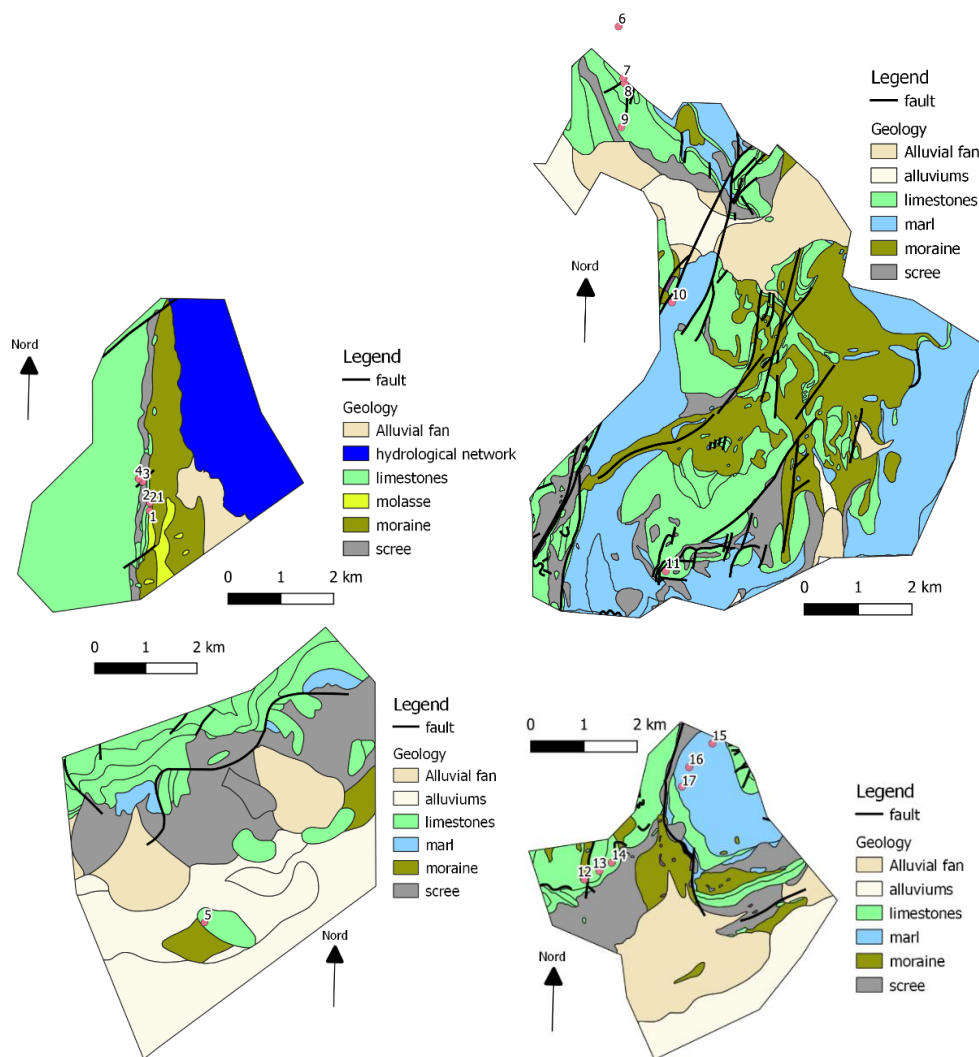 6
7
8
9
10
11
Nord
Legend
fault
Geology
Alluvial fan
alluviums
limestones
marl
moraine
scree
0 1 2 km
Nord
4 3
2 21
1
Legend
fault
Geology
Alluvial fan
hydrological network
limestones
molasse
moraine
scree
0 1 2 km
0 1 2 km
5
Nord
Legend
fault
Geology
Alluvial fan
alluviums
limestones
marl
moraine
scree
0 1 2 km
15
16
17
14
13
12
Nord
Legend
fault
Geology
Alluvial fan
alluviums
limestones
marl
moraine
scree